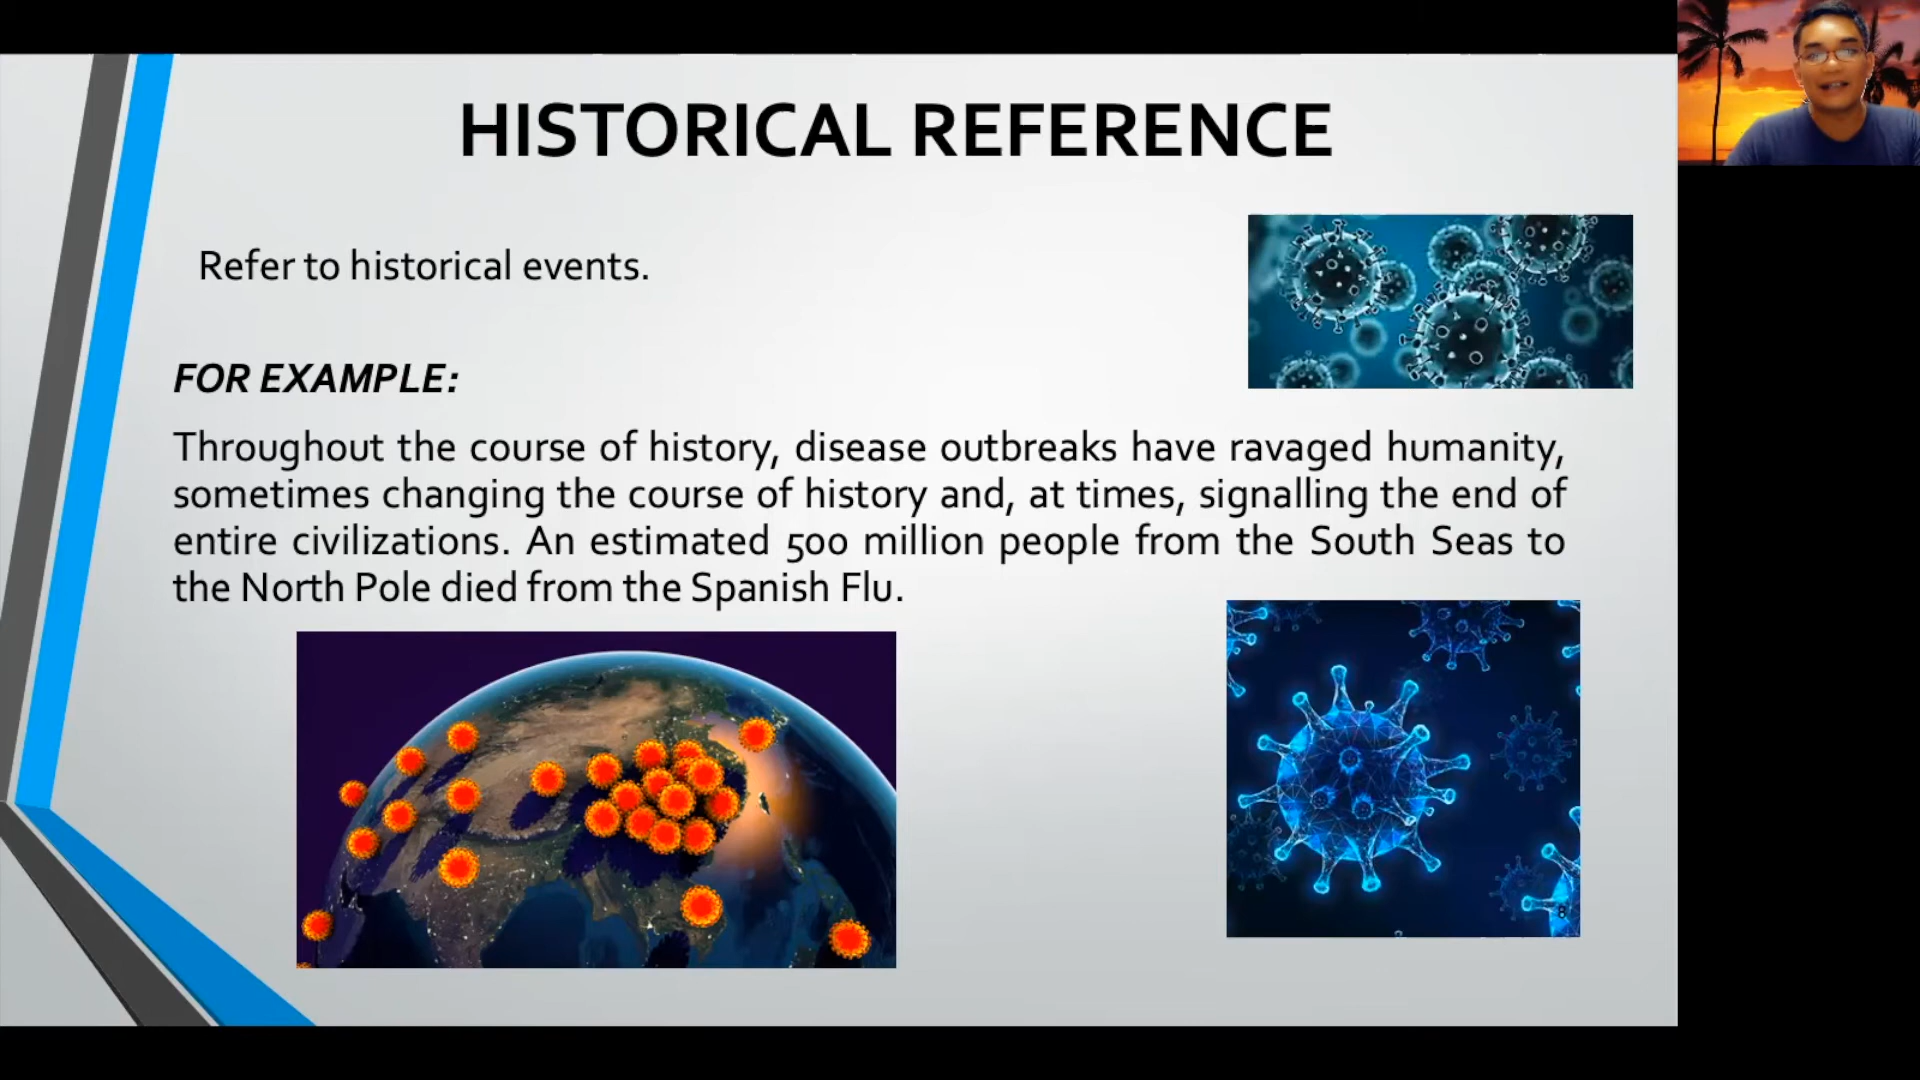 HISTORICAL REFERENCE
Refer to historical events.
FOR EXAMPLE:
Throughout the course of history, disease outbreaks have ravaged humanity,
sometimes changing the course of history and, at times, signalling the end of
entire civilizations. An estimated 500 million people from the South Seas to
the North Pole died from the Spanish Flu.
8